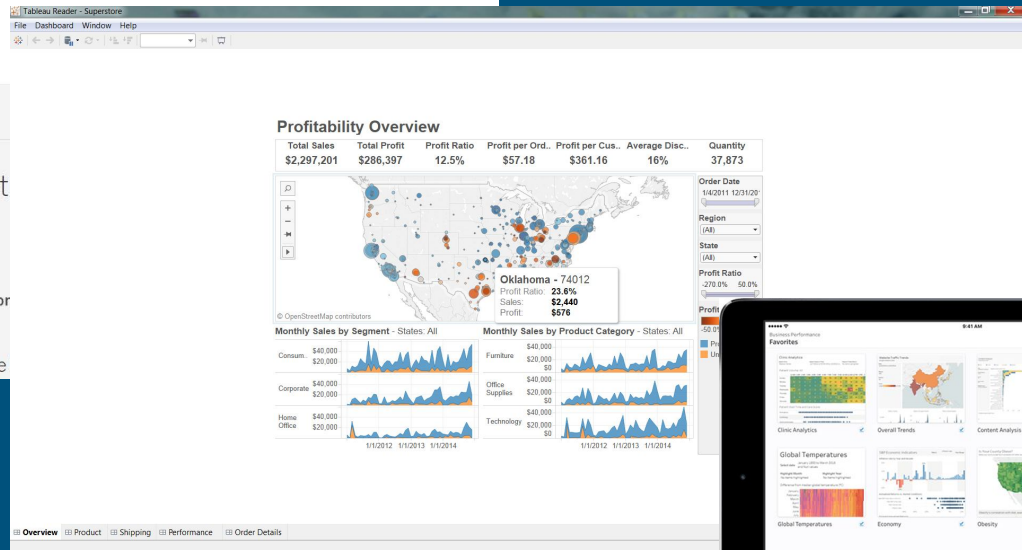 Tableau Reader - Superstore
File Dashboard Window Help
t
or
e
Profitability Overview
Total Sales Total Profit Profit Ratio Profit per Ord.. Profit per Cus.. Average Disc.. Quantity
$2,297,201 $286,397 12.5% $57.18 $361.16 16% 37,873
Order Date
1/4/2011 12/31/20
Region
(All)
State
(All)
Profit Ratio
-270.0% 50.0%
Profit
-50.0%
Oklahoma - 74012
Profit Ratio: 23.6%
Sales: $2,440
Profit: $576
© OpenStreetMap contributors
Monthly Sales by Segment - States: All
Consum..
$40,000
$20,000
Corporate
$40,000
$20,000
Home
Office
$40,000
$20,000
1/1/2012 1/1/2013 1/1/2014
Monthly Sales by Product Category - States: All
Furniture
$40,000
$20,000
$0
Office
Supplies
$40,000
$20,000
$0
Technology
$40,000
$20,000
$0
1/1/2012 1/1/2013 1/1/2014
Overview Product Shipping Performance Order Details
9:41 AM
Business Performance
Favorites
Clinic Analytics
Overall Trends
Content Analysis
Global Temperatures
Global Temperatures
Economy
Obesity